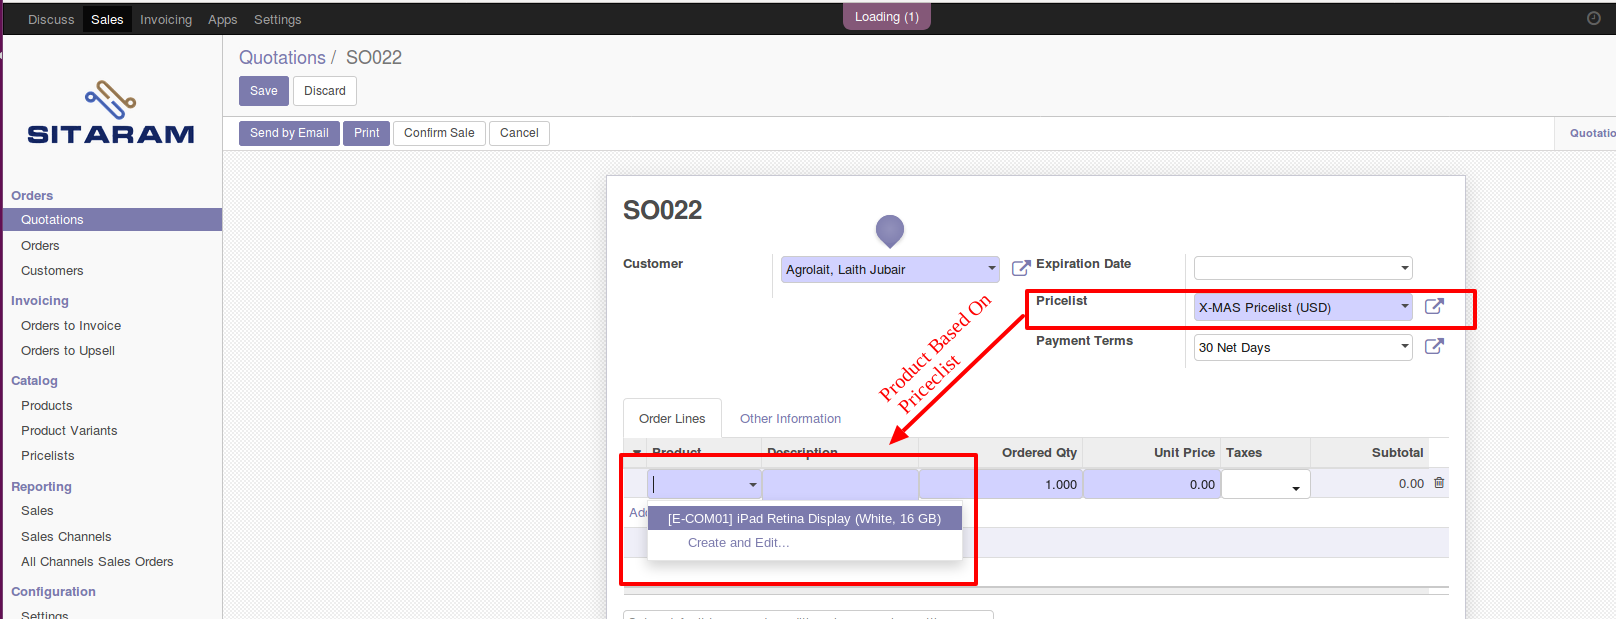 Discuss Sales Invoicing Apps Settings Loading (1)
SITARAM
Quotations / SO022
Save Discard
Send by Email Print Confirm Sale Cancel Quotatio
Orders
Quotations
Orders
Customers
Invoicing
Orders to Invoice
Orders to Upsell
Catalog
Products
Product Variants
Pricelists
Reporting
Sales
Sales Channels
All Channels Sales Orders
Configuration
Settings
SO022
Customer Agrolait, Laith Jubair Expiration Date
Pricelist X-MAS Pricelist (USD)
Payment Terms 30 Net Days
Product Based On
Priceclist
Order Lines Other Information
Product Description Ordered Qty Unit Price Taxes Subtotal
1.000 0.00 0.00
[E-COM01] iPad Retina Display (White, 16 GB)
Create and Edit...